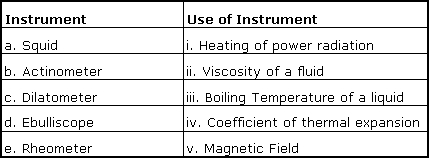 Instrument Use of Instrument
a. Squid i. Heating of power radiation
b. Actinometer ii. Viscosity of a fluid
c. Dilatometer iii. Boiling Temperature of a liquid
d. Ebulliscope iv. Coefficient of thermal expansion
e. Rheometer v. Magnetic Field